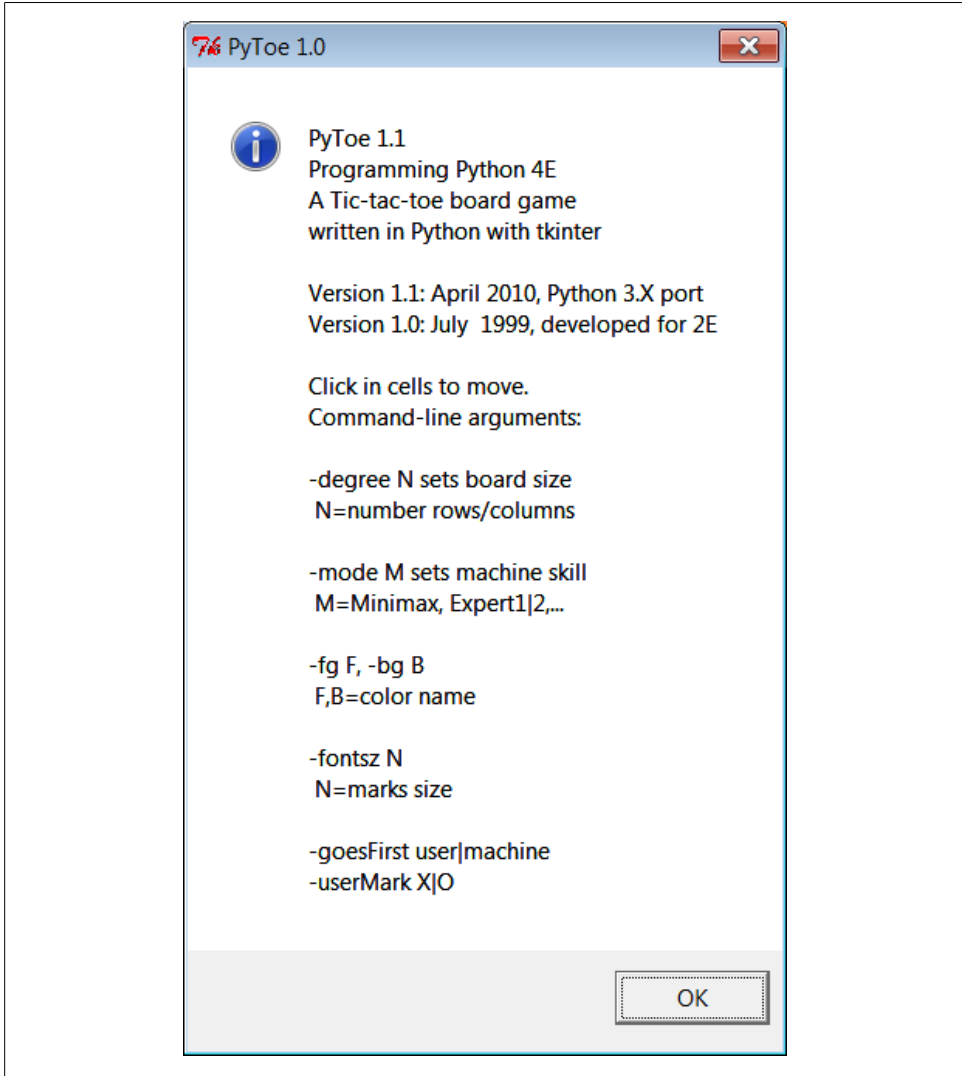 PyToe 1.0
PyToe 1.1
Programming Python 4E
A Tic-tac-toe board game
written in Python with tkinter
Version 1.1: April 2010, Python 3.X port
Version 1.0: July  1999, developed for 2E
Click in cells to move.
Command-line arguments:
-degree N sets board size
N=number rows/columns
-mode M sets machine skill
M=Minimax, Expert1|2,...
-fg F, -bg B
F,B=color name
-fontsz N
N=marks size
-goesFirst user|machine
-userMark X|O
OK